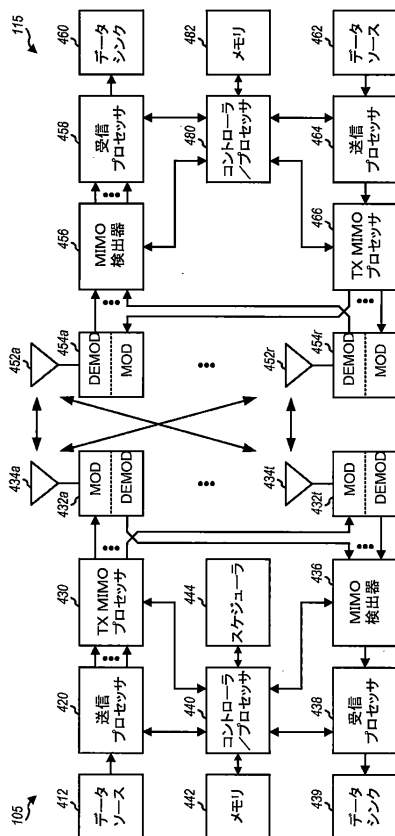 105
412
データ
ソース
420
送信
プロセッサ
430
TX MIMO
プロセッサ
432a
MOD
DEMOD
434a
442
メモリ
440
コントローラ
/プロセッサ
444
スケジューラ
439
データ
シンク
438
受信
プロセッサ
436
MIMO
検出器
432t
MOD
DEMOD
434t
115
452a
454a
DEMOD
MOD
456
MIMO
検出器
458
受信
プロセッサ
460
データ
シンク
480
コントローラ
/プロセッサ
482
メモリ
452r
454r
DEMOD
MOD
466
TX MIMO
プロセッサ
464
送信
プロセッサ
462
データ
ソース